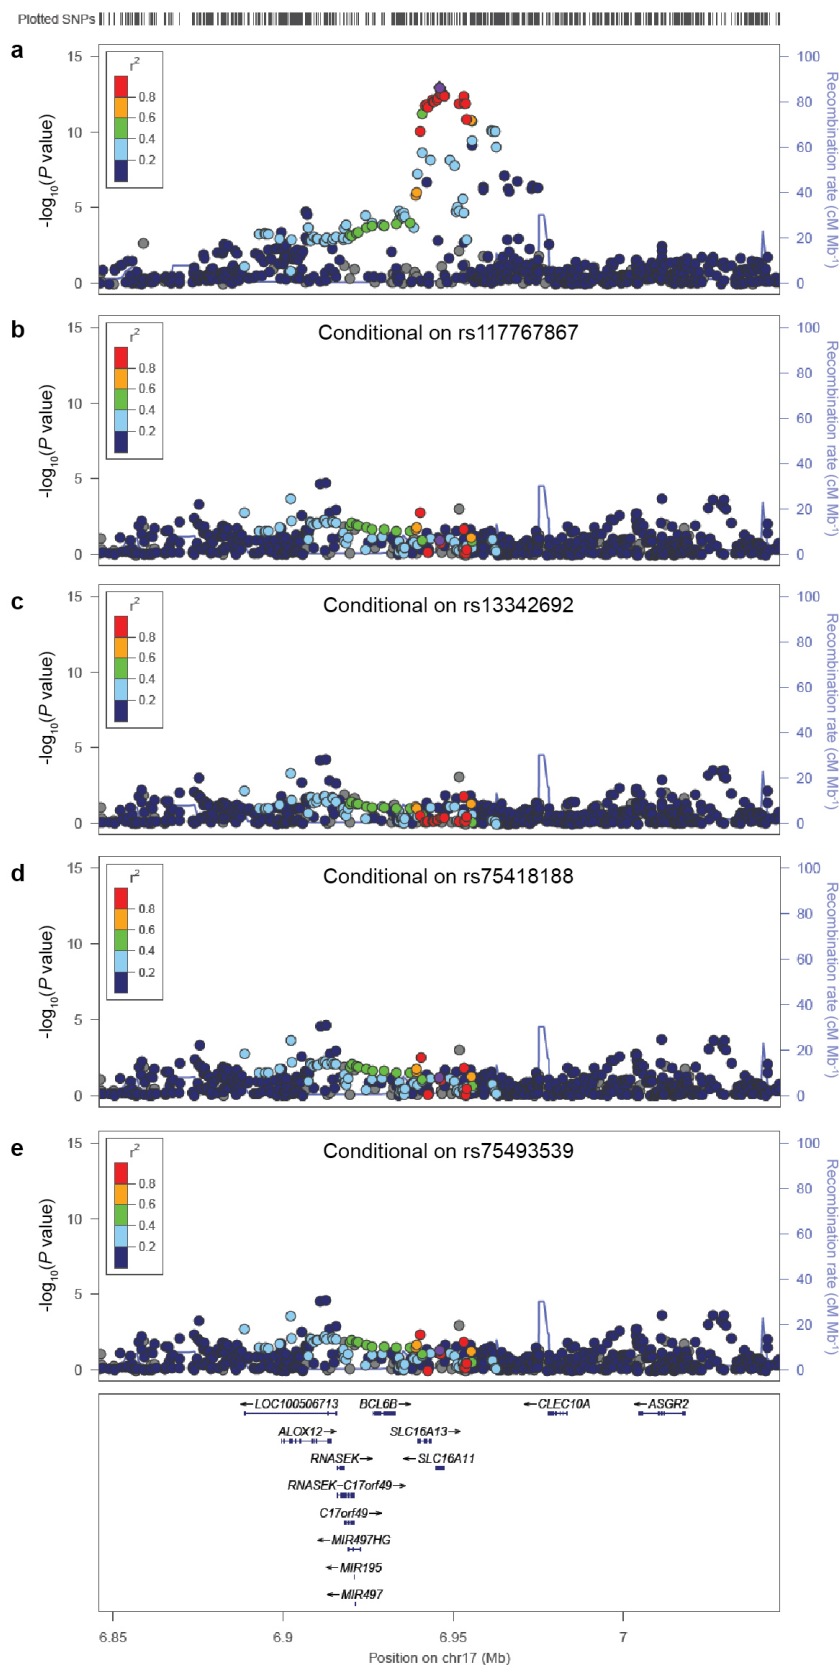 Plotted SNPs
a
r²
0.8
0.6
0.4
0.2
15
10
5
0
-log₁₀(P value)
100
80
60
40
20
0
Recombination rate (cM Mb⁻¹)
b
Conditional on rs117767867
r²
0.8
0.6
0.4
0.2
15
10
5
0
-log₁₀(P value)
100
80
60
40
20
0
Recombination rate (cM Mb⁻¹)
c
Conditional on rs13342692
r²
0.8
0.6
0.4
0.2
15
10
5
0
-log₁₀(P value)
100
80
60
40
20
0
Recombination rate (cM Mb⁻¹)
d
Conditional on rs75418188
r²
0.8
0.6
0.4
0.2
15
10
5
0
-log₁₀(P value)
100
80
60
40
20
0
Recombination rate (cM Mb⁻¹)
e
Conditional on rs75493539
r²
0.8
0.6
0.4
0.2
15
10
5
0
-log₁₀(P value)
100
80
60
40
20
0
Recombination rate (cM Mb⁻¹)
←LOC100506713 BCL6B→ ←CLEC10A ←ASGR2
ALOX12→ SLC16A13→
RNASEK→ ←SLC16A11
RNASEK−C17orf49→
C17orf49→
←MIR497HG
←MIR195
←MIR497
6.85 6.9 6.95 7
Position on chr17 (Mb)